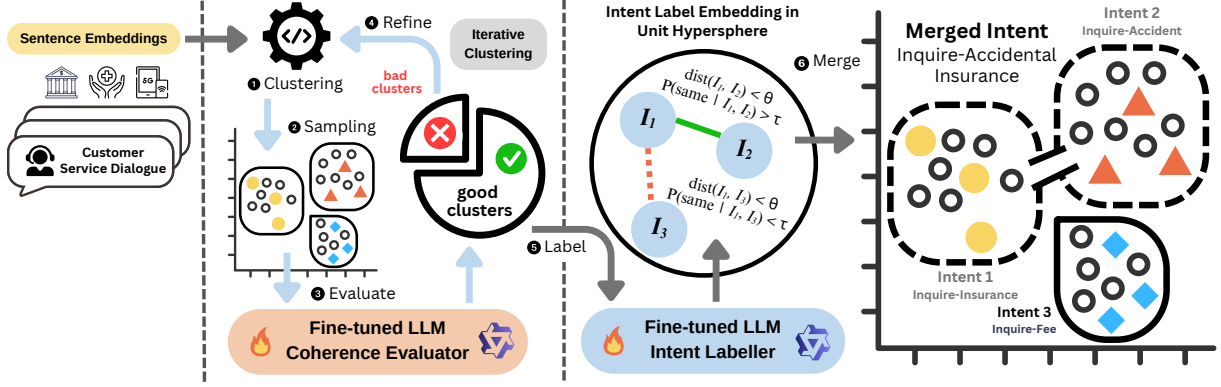 Sentence Embeddings
δG
Customer
Service Dialogue
</>
❹ Refine
Iterative
Clustering
❶ Clustering
bad
clusters
❷ Sampling
good
clusters
❸ Evaluate
❺ Label
Fine-tuned LLM
Coherence Evaluator
Intent Label Embedding in
Unit Hypersphere
dist(I₁, I₂) < θ
P(same | I₁, I₂) > τ
I₁
I₂
dist(I₁, I₃) < θ
P(same | I₁, I₃) < τ
I₃
Fine-tuned LLM
Intent Labeller
❻ Merge
Merged Intent
Inquire-Accidental
Insurance
Intent 2
Inquire-Accident
Intent 1
Inquire-Insurance
Intent 3
Inquire-Fee